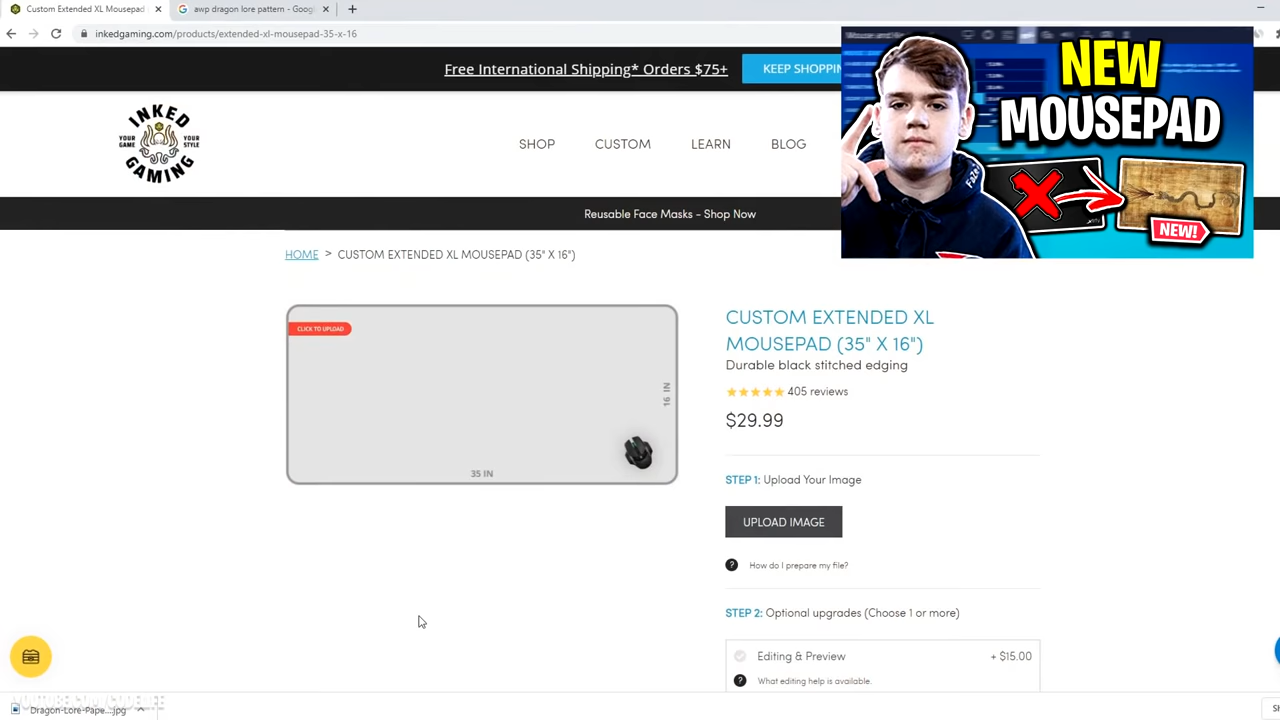 Custom Extended XL Mousepad
awp dragon lore pattern - Goog
inkedgaming.com/products/extended-xl-mousepad-35-x-16
Free International Shipping* Orders $75+
KEEP SHOPPIN
NEW
MOUSEPAD
NEW!
INKED
YOUR GAME
YOUR STYLE
GAMING
SHOP
CUSTOM
LEARN
BLOG
Reusable Face Masks - Shop Now
HOME > CUSTOM EXTENDED XL MOUSEPAD (35" X 16")
CLICK TO UPLOAD
16 IN
35 IN
CUSTOM EXTENDED XL
MOUSEPAD (35" X 16")
Durable black stitched edging
405 reviews
$29.99
STEP 1: Upload Your Image
UPLOAD IMAGE
? How do I prepare my file?
STEP 2: Optional upgrades (Choose 1 or more)
Editing & Preview + $15.00
? What editing help is available.
Dragon-Lore-Pape....jpg